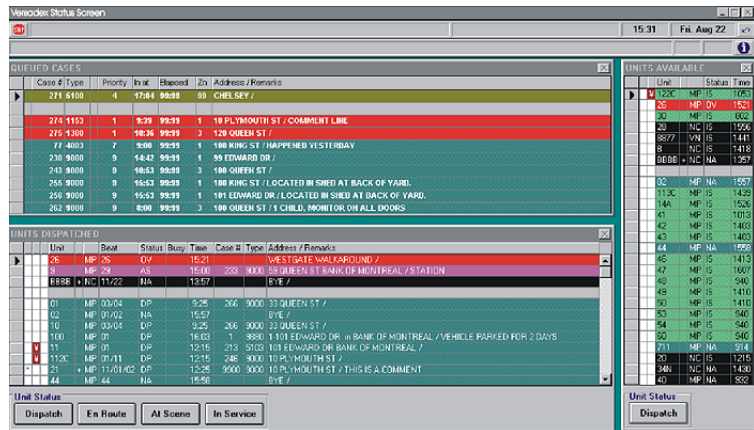 Versadex Status Screen
STOP
15:31 Fri. Aug 22
QUEUED CASES
Case # Type Priority In at Elapsed Zn Address / Remarks
271 6100 4 17:04 99:99 99 CHELSEY /
274 1153 1 9:39 99:99 1 10 PLYMOUTH ST / COMMENT LINE
275 1300 1 10:36 99:99 3 120 QUEEN ST /
77 4003 7 9:00 99:99 1 100 KING ST / HAPPENED YESTERDAY
238 9000 9 14:42 99:99 1 99 EDWARD DR /
243 9000 9 10:53 99:99 3 100 QUEEN ST /
255 9000 9 15:53 99:99 1 100 KING ST / LOCATED IN SHED AT BACK OF YARD.
256 9000 9 15:53 99:99 1 101 EDWARD DR / LOCATED IN SHED AT BACK OF YARD.
262 9000 9 8:00 99:99 3 100 QUEEN ST / 1 CHILD, MONITOR ON ALL DOORS
UNITS DISPATCHED
Unit Beat Status Busy Time Case # Type Address / Remarks
26 MP 26 OV 15:21 WESTGATE WALKAROUND /
9 MP 29 AS 15:00 233 9000 59 QUEEN ST BANK OF MONTREAL / STATION
BBBB + NC 11/22 NA 13:57 BYE /
01 MP 03/04 DP 9:25 266 9000 33 QUEEN ST /
02 MP 01/02 NA 15:57 BYE /
10 MP 03/04 DP 9:25 266 9000 33 QUEEN ST /
100 MP 01 DP 16:03 1 9880 1-101 EDWARD DR in BANK OF MONTREAL / VEHICLE PARKED FOR 2 DAYS
11 MP 01 DP 12:15 213 5103 101 EDWARD DR BANK OF MONTREAL /
112C MP 01/11 DP 12:15 246 9000 10 PLYMOUTH ST /
21 + MP 11/01/02 DP 12:25 9900 9000 10 PLYMOUTH ST / THIS IS A COMMENT
44 MP 44 NA 15:58 BYE /
Unit Status
Dispatch En Route At Scene In Service
UNITS AVAILABLE
Unit Status Time
122C MP IS 1053
26 MP OV 1521
30 MP IS 802
28 NC IS 1556
8877 VN IS 1441
8 NC IS 1418
BBBB + NC NA 1357
02 MP NA 1557
113C MP IS 1439
14A MP IS 1526
41 MP IS 1013
42 MP IS 1403
43 MP IS 1403
44 MP NA 1558
46 MP IS 1413
47 MP IS 1607
48 MP IS 940
49 MP IS 1410
50 MP IS 1410
53 MP IS 940
54 MP IS 940
60 MP IS 940
711 MP NA 914
20 NC IS 1215
34N NC NA 1430
40 MP NA 932
Unit Status
Dispatch